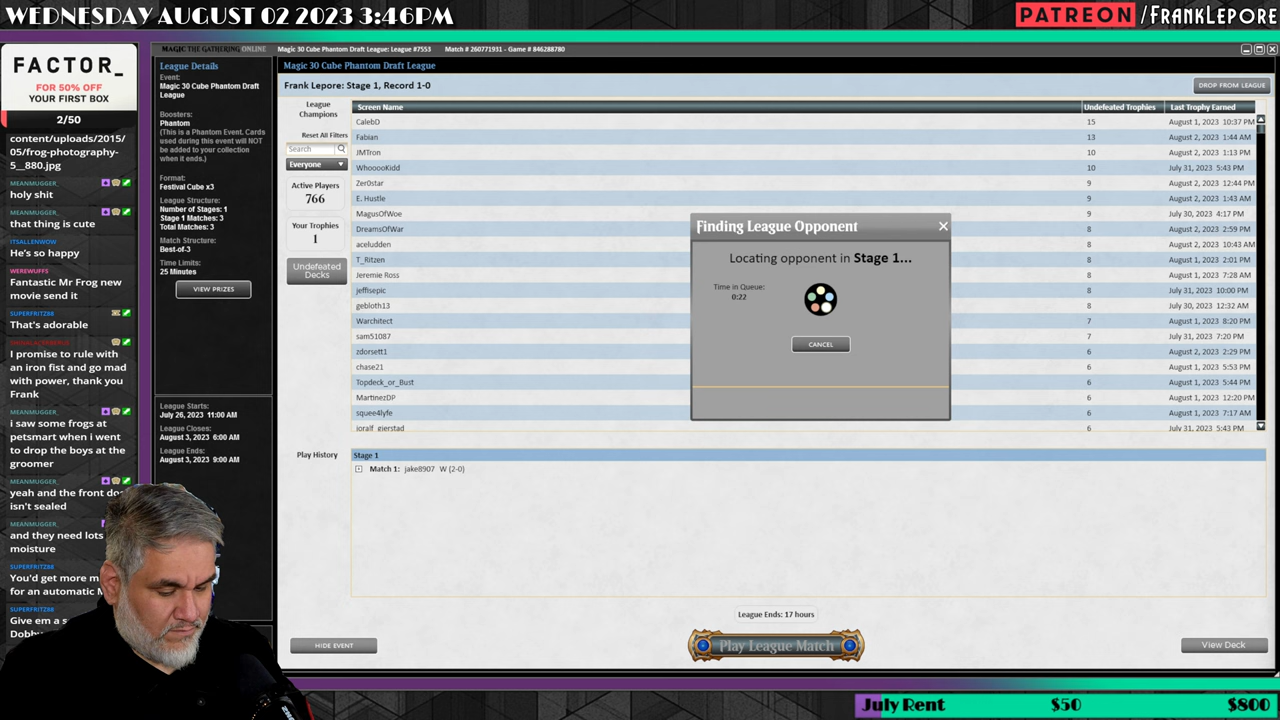 WEDNESDAY AUGUST 02 2023 3:46PM
PATREON/FRANKLEPORE
FACTOR_
FOR 50% OFF
YOUR FIRST BOX
2/50
content/uploads/2015/
05/frog-photography-
5__880.jpg
MEANMUGGER_
holy shit
MEANMUGGER_
that thing is cute
ITSALLENWOW
He's so happy
WEREWUFFS
Fantastic Mr Frog new
movie send it
SUPERFRITZ88
That's adorable
I promise to rule with
an iron fist and go mad
with power, thank you
Frank
MEANMUGGER_
i saw some frogs at
petsmart when i went
to drop the boys at the
groomer
MEANMUGGER_
yeah and the front do
isn't sealed
MEANMUGGER_
and they need lots
moisture
SUPERFRITZ88
You'd get more m
for an automatic
SUPERFRITZ88
Give em a s
Dobby
MAGIC THE GATHERING ONLINE
Magic 30 Cube Phantom Draft League: League #7553
Match # 260771931 - Game # 846288780
League Details
Event:
Magic 30 Cube Phantom Draft
League
Boosters:
Phantom
(This is a Phantom Event. Cards
used during this event will NOT
be added to your collection
when it ends.)
Format:
Festival Cube x3
League Structure:
Number of Stages: 1
Stage 1 Matches: 3
Total Matches: 3
Match Structure:
Best-of-3
Time Limits:
25 Minutes
VIEW PRIZES
League Starts:
July 26, 2023 11:00 AM
League Closes:
August 3, 2023 6:00 AM
League Ends:
August 3, 2023 9:00 AM
Magic 30 Cube Phantom Draft League
Frank Lepore: Stage 1, Record 1-0
DROP FROM LEAGUE
League
Champions
Reset All Filters
Search
Everyone
Active Players
766
Your Trophies
1
Undefeated
Decks
Screen Name Undefeated Trophies Last Trophy Earned
CalebD 15 August 1, 2023 10:37 PM
Fabian 13 August 2, 2023 1:44 AM
JMTron 10 August 2, 2023 1:13 PM
WhooooKidd 10 July 31, 2023 5:43 PM
Zer0star 9 August 2, 2023 12:44 PM
E. Hustle 9 August 2, 2023 1:43 AM
MagusOfWoe 9 July 30, 2023 4:17 PM
DreamsOfWar 8 August 2, 2023 2:59 PM
aceludden 8 August 2, 2023 10:43 AM
T_Ritzen 8 August 2, 2023 2:01 PM
Jeremie Ross 8 August 2, 2023 7:28 AM
jeffisepic 8 July 31, 2023 10:00 PM
gebloth13 8 July 30, 2023 12:32 AM
Warchitect 7 August 1, 2023 8:20 PM
sam51087 7 July 31, 2023 7:20 PM
zdorsett1 6 August 2, 2023 2:29 PM
chase21 6 August 1, 2023 5:53 PM
Topdeck_or_Bust 6 August 1, 2023 5:44 PM
MartinezDP 6 August 1, 2023 12:20 PM
squee4lyfe 6 August 1, 2023 7:17 AM
joralf_gjerstad 6 July 31, 2023 5:43 PM
Finding League Opponent
Locating opponent in Stage 1...
Time in Queue:
0:22
CANCEL
Play History
Stage 1
Match 1: Jake8907 W (2-0)
League Ends: 17 hours
HIDE EVENT
Play League Match
View Deck
July Rent $50 $800